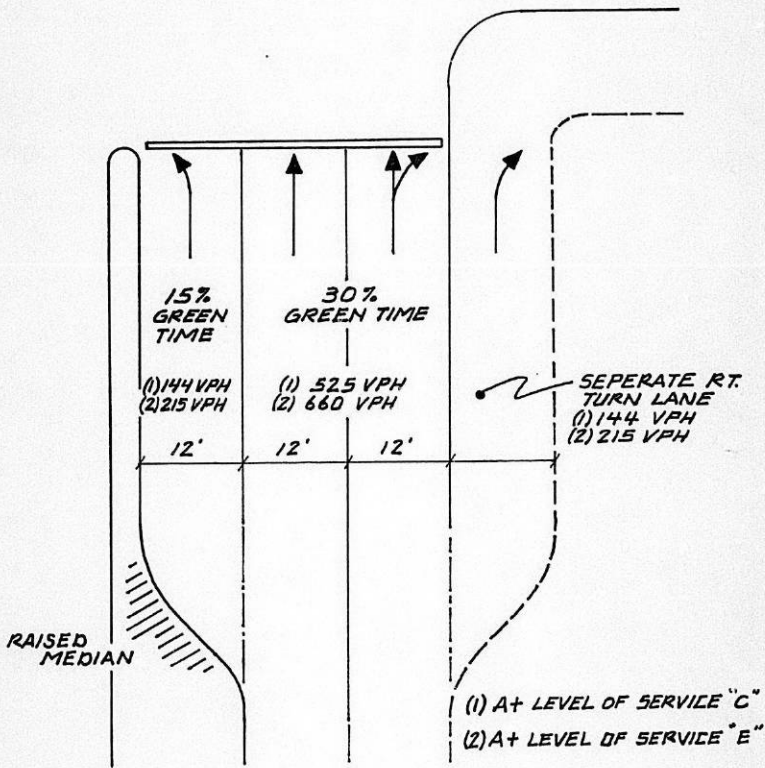 15%
GREEN
TIME
(1) 144 VPH
(2) 215 VPH
30%
GREEN TIME
(1) 525 VPH
(2) 660 VPH
SEPERATE RT.
TURN LANE
(1) 144 VPH
(2) 215 VPH
12'
12'
12'
RAISED
MEDIAN
(1) At LEVEL OF SERVICE "C"
(2) At LEVEL OF SERVICE "E"